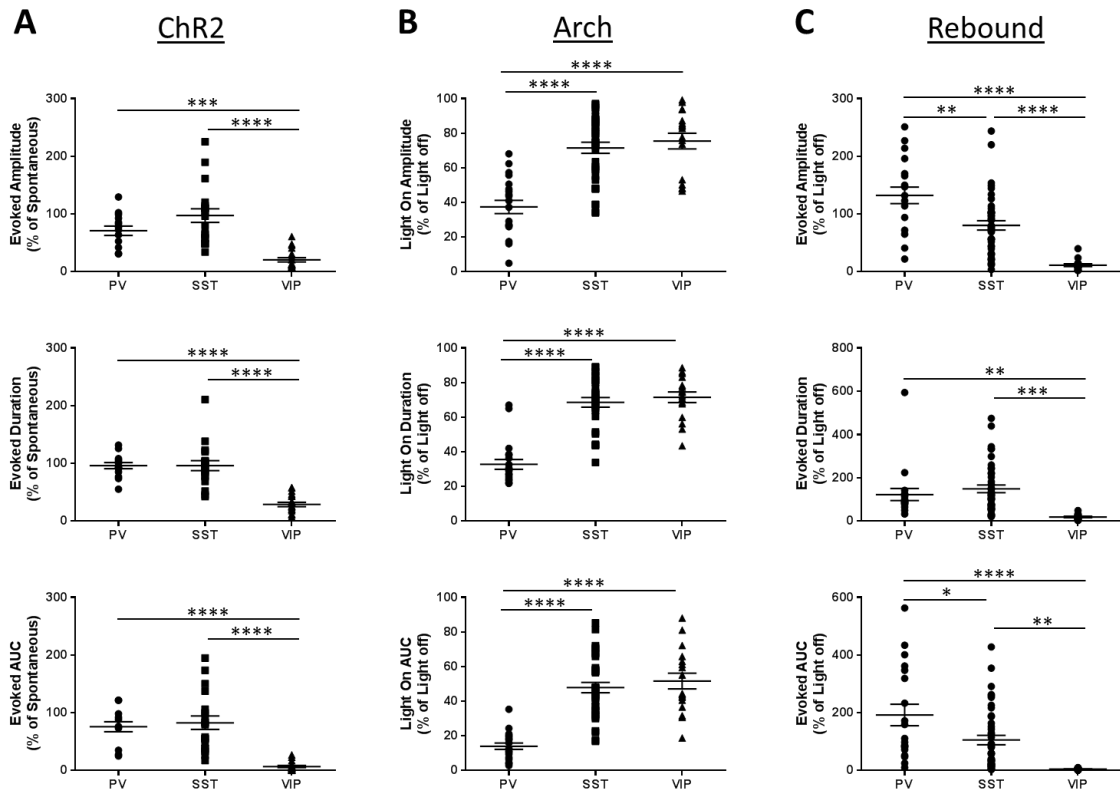 A
ChR2
B
Arch
C
Rebound
Evoked Amplitude
(% of Spontaneous)
300
200
100
0
***
****
PV SST VIP
Light On Amplitude
(% of Light off)
100
80
60
40
20
0
****
****
PV SST VIP
Evoked Amplitude
(% of Light off)
300
200
100
0
****
** ****
PV SST VIP
Evoked Duration
(% of Spontaneous)
300
200
100
0
****
****
PV SST VIP
Light On Duration
(% of Light off)
100
80
60
40
20
0
****
****
PV SST VIP
Evoked Duration
(% of Light off)
800
600
400
200
0
**
***
PV SST VIP
Evoked AUC
(% of Spontaneous)
300
200
100
0
****
****
PV SST VIP
Light On AUC
(% of Light off)
100
80
60
40
20
0
****
****
PV SST VIP
Evoked AUC
(% of Light off)
600
400
200
0
****
*
**
PV SST VIP